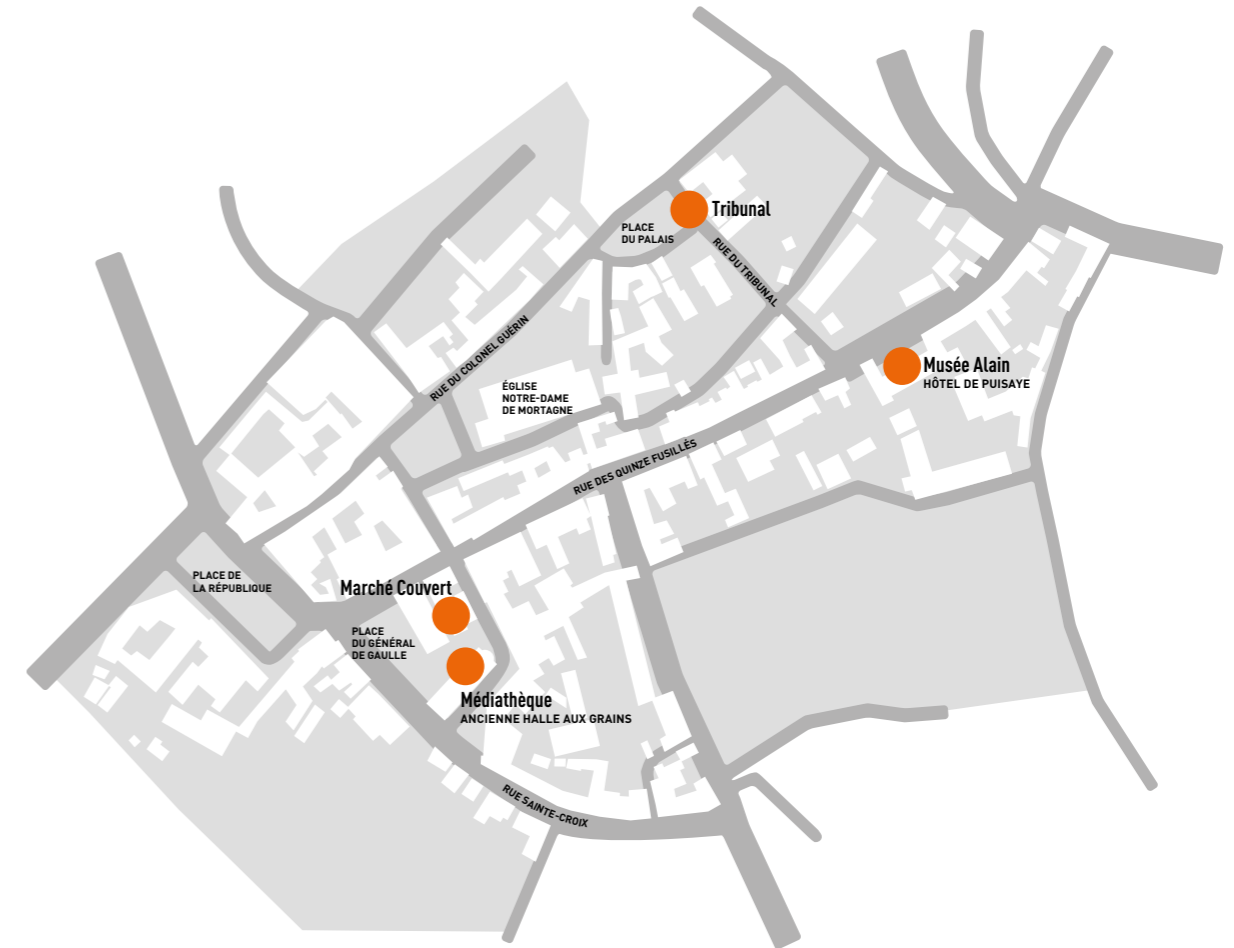 Tribunal
PLACE
DU PALAIS
RUE DU TRIBUNAL
RUE DU COLONEL GUÉRIN
Musée Alain
HÔTEL DE PUISAYE
ÉGLISE
NOTRE-DAME
DE MORTAGNE
RUE DES QUINZE FUSILLÉS
PLACE DE
LA RÉPUBLIQUE
Marché Couvert
PLACE
DU GÉNÉRAL
DE GAULLE
Médiathèque
ANCIENNE HALLE AUX GRAINS
RUE SAINTE-CROIX